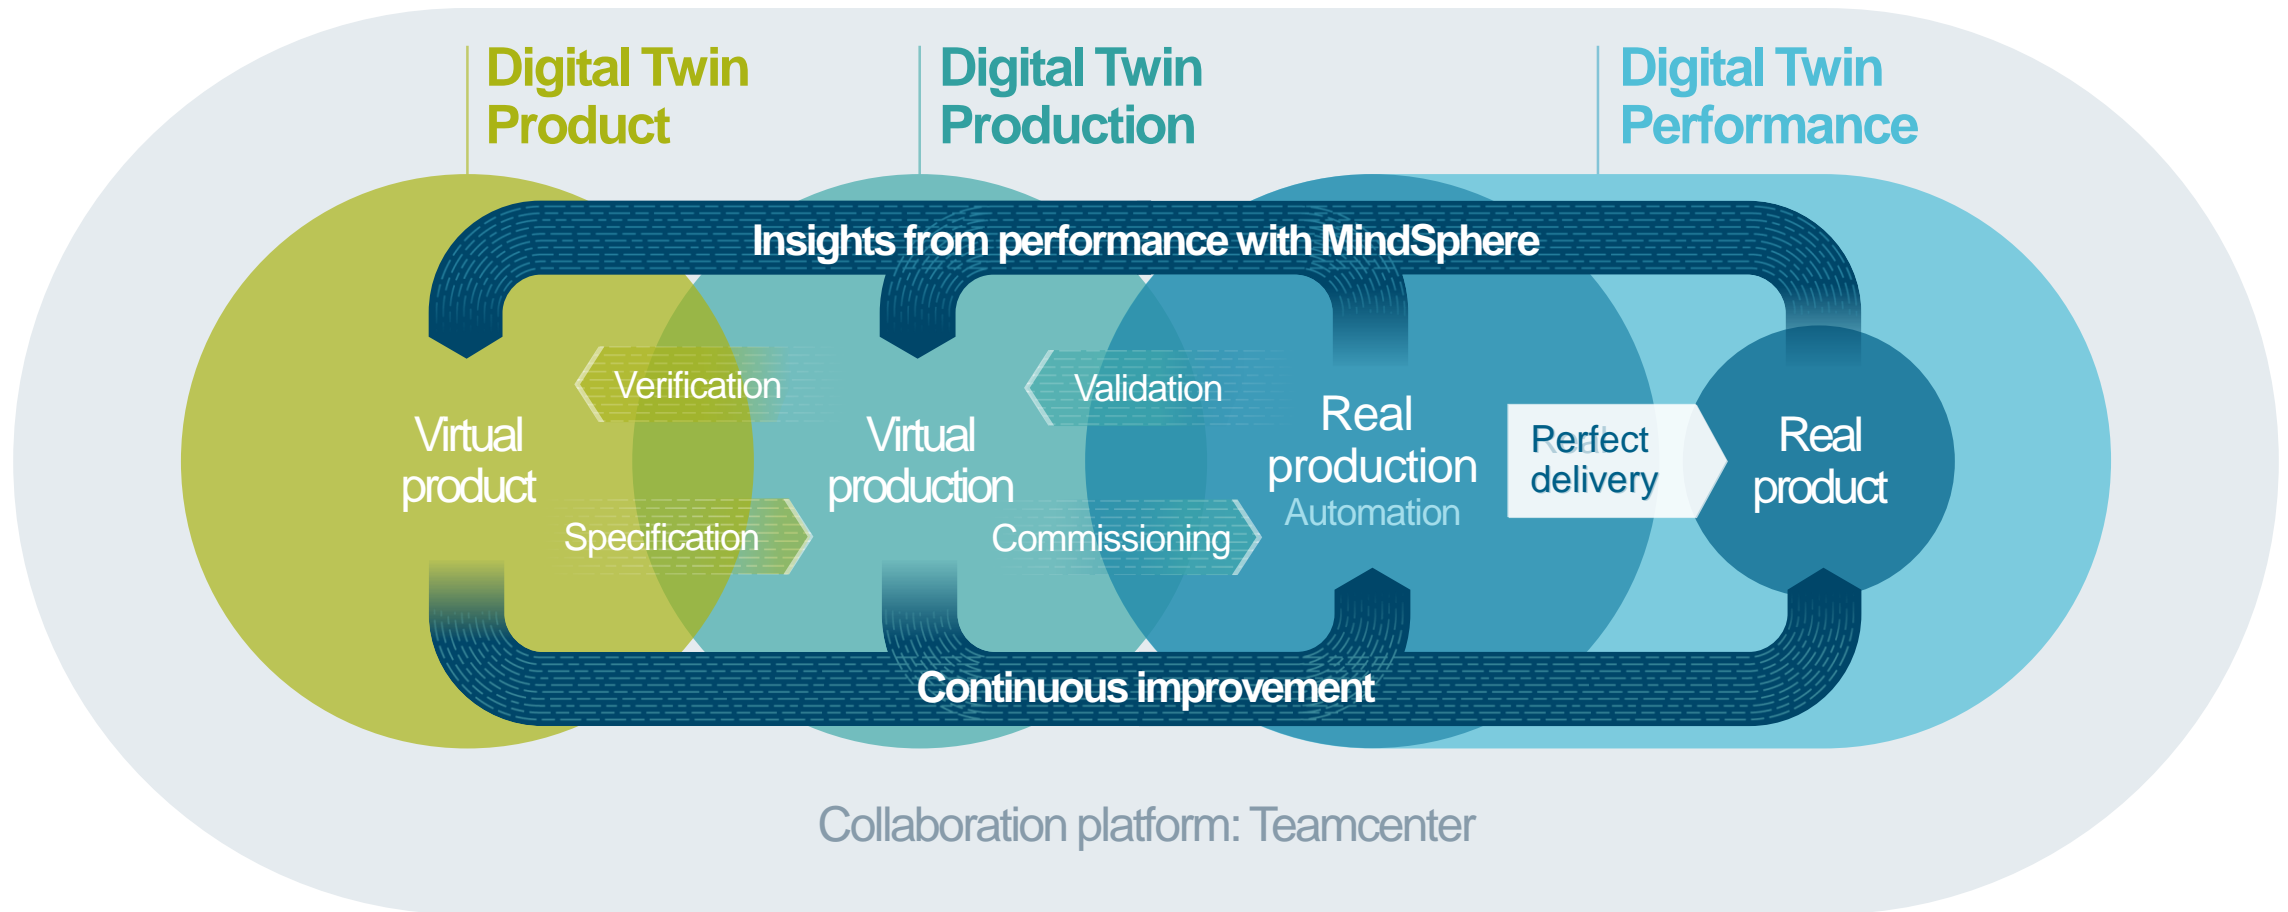 Digital Twin
Product
Digital Twin
Production
Digital Twin
Performance
Insights from performance with MindSphere
Verification
Validation
Virtual
product
Virtual
production
Real
production
Automation
Real
Perfect
delivery
Real
product
Specification
Commissioning
Continuous improvement
Collaboration platform: Teamcenter